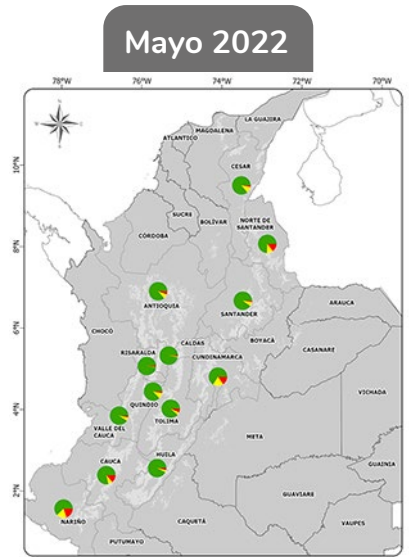 Mayo 2022
78°W 76°W 74°W 72°W 70°W
LA GUAJIRA
MAGDALENA
ATLANTICO
10°N
CESAR
SUCRE
BOLÍVAR
NORTE DE
SANTANDER
8°N
CÓRDOBA
ANTIOQUIA
ARAUCA
SANTANDER
6°N
CHOCÓ
BOYACÁ
CALDAS
CASANARE
RISARALDA
CUNDINAMARCA
VICHADA
4°N
QUINDIO
TOLIMA
VALLE DEL
CAUCA
META
HUILA
CAUCA
GUAINIA
2°N
GUAVIARE
NARIÑO
CAQUETÁ
VAUPES
PUTUMAYO